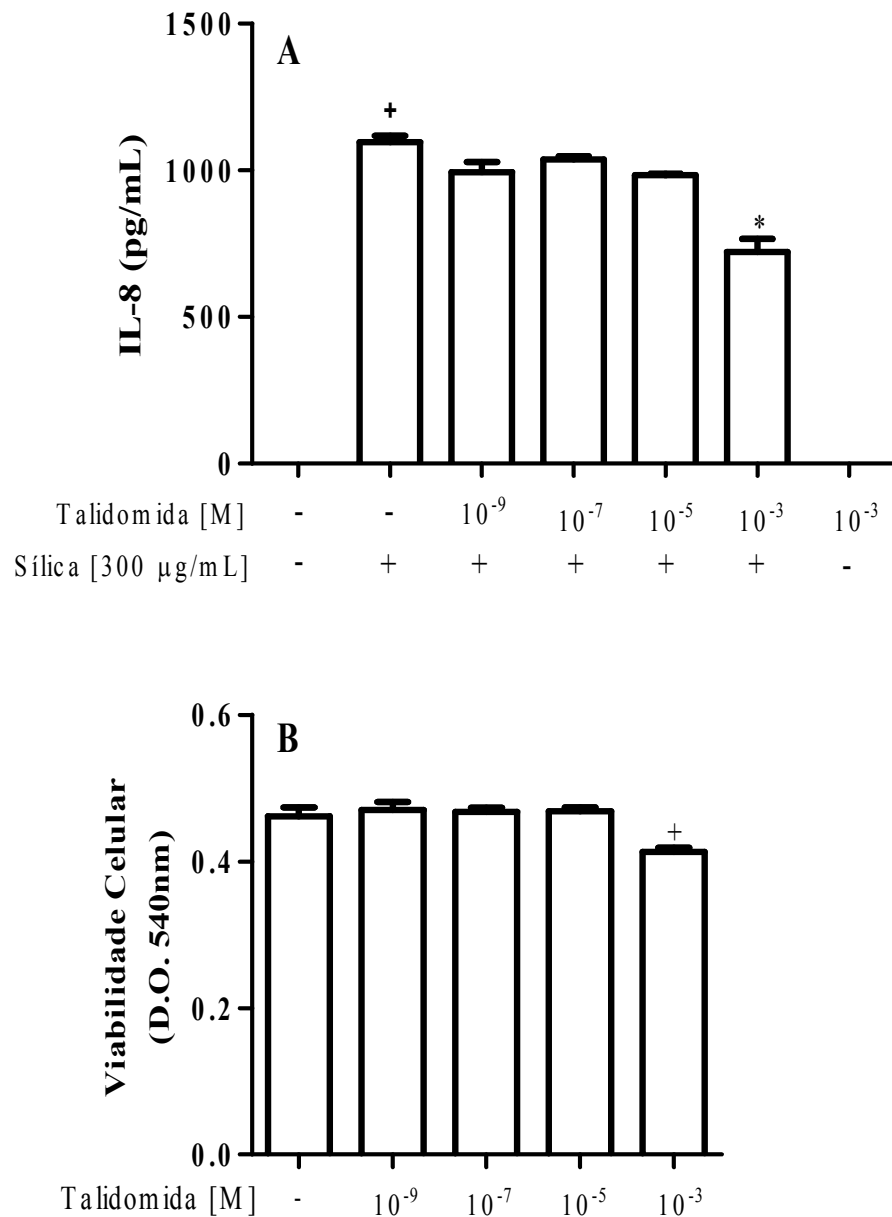 1500
A
+
1000
*
500
0
IL-8 (pg/mL)
Talidomida [M] - - 10⁻⁹ 10⁻⁷ 10⁻⁵ 10⁻³ 10⁻³
Sílica [300 µg/mL] - + + + + + -
0.6
B
+
0.4
0.2
0.0
Viabilidade Celular
(D.O. 540nm)
Talidomida [M] - 10⁻⁹ 10⁻⁷ 10⁻⁵ 10⁻³